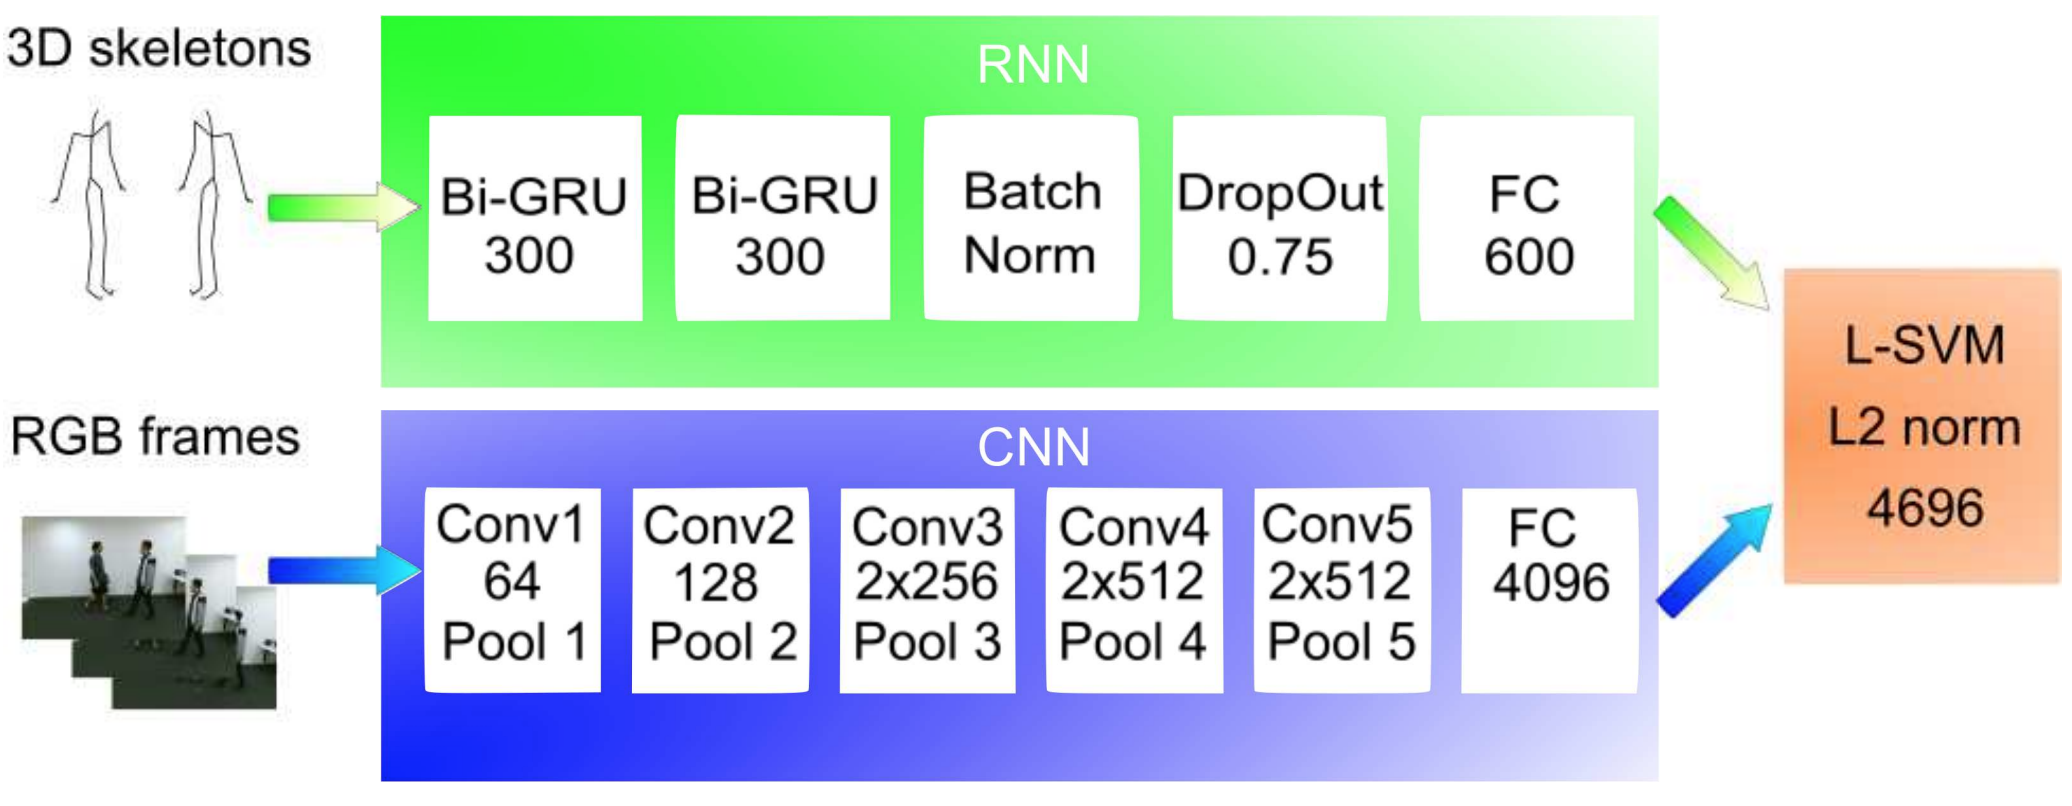 3D skeletons
RNN
Bi-GRU
300
Bi-GRU
300
Batch
Norm
DropOut
0.75
FC
600
RGB frames
CNN
Conv1
64
Pool 1
Conv2
128
Pool 2
Conv3
2x256
Pool 3
Conv4
2x512
Pool 4
Conv5
2x512
Pool 5
FC
4096
L-SVM
L2 norm
4696